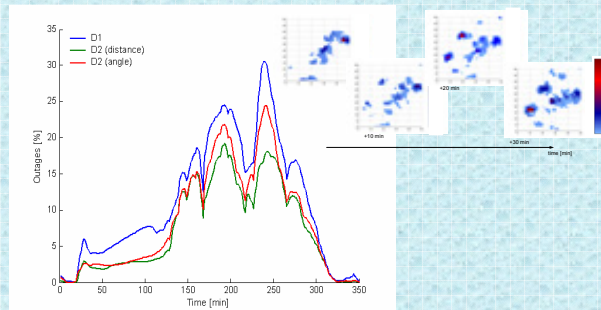 35
30
25
20
15
10
5
0
Outages [%]
D1
D2 (distance)
D2 (angle)
0 50 100 150 200 250 300 350
Time [min]
+10 min
+20 min
+30 min
time [min]